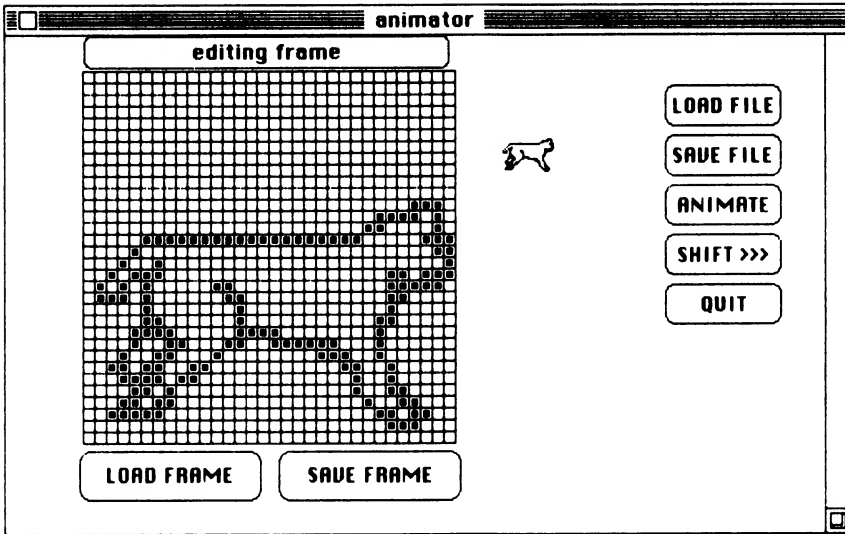 animator
editing frame
LOAD FILE
SAVE FILE
ANIMATE
SHIFT >>>
QUIT
LOAD FRAME
SAVE FRAME